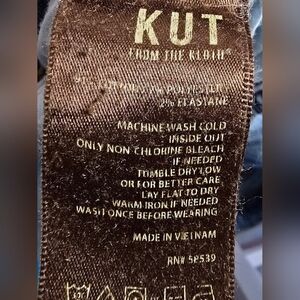 KUT
FROM THE KLOTH®
POLYESTER
2% ELASTANE
MACHINE WASH COLD
INSIDE OUT
ONLY NON CHLORINE BLEACH
IF NEEDED
TUMBLE DRY LOW
OR FOR BETTER CARE
LAY FLAT TO DRY
WARM IRON IF NEEDED
WASH ONCE BEFORE WEARING
MADE IN VIETNAM
RN#